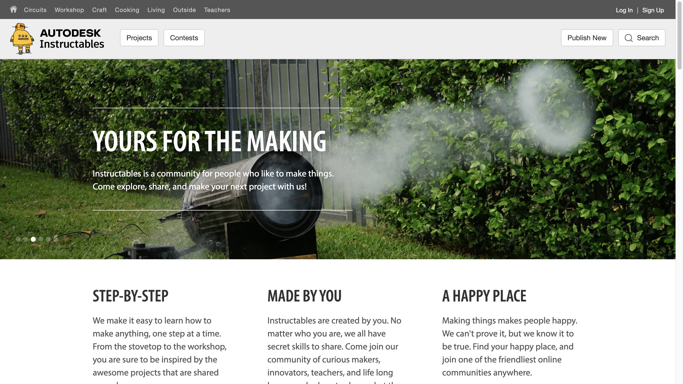 Circuits Workshop Craft Cooking Living Outside Teachers Log In | Sign Up
AUTODESK
Instructables
Projects Contests Publish New Search
YOURS FOR THE MAKING
Instructables is a community for people who like to make things.
Come explore, share, and make your next project with us!
STEP-BY-STEP
We make it easy to learn how to
make anything, one step at a time.
From the stovetop to the workshop,
you are sure to be inspired by the
awesome projects that are shared
MADE BY YOU
Instructables are created by you. No
matter who you are, we all have
secret skills to share. Come join our
community of curious makers,
innovators, teachers, and life long
A HAPPY PLACE
Making things makes people happy.
We can't prove it, but we know it to
be true. Find your happy place, and
join one of the friendliest online
communities anywhere.